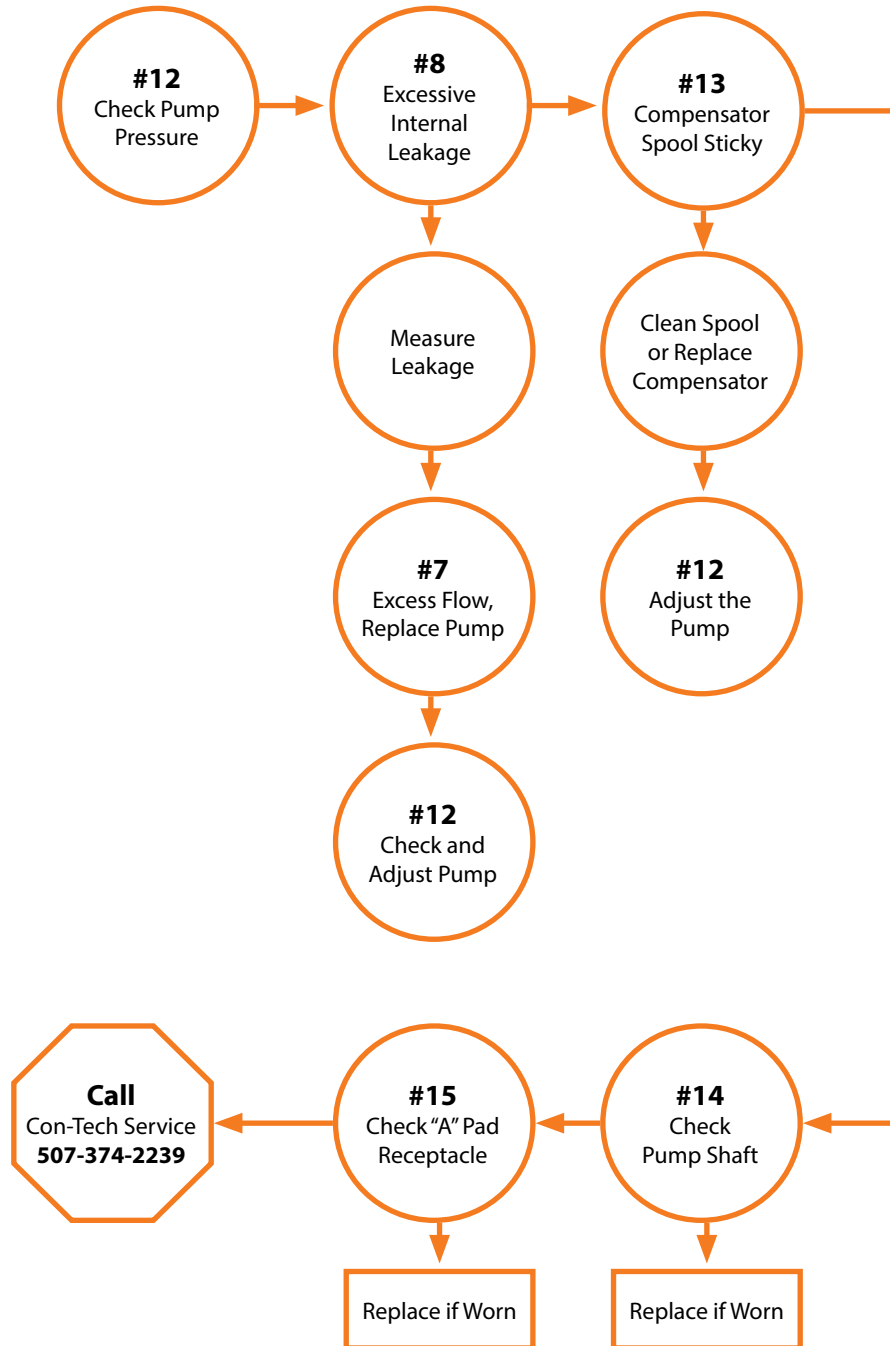 #12
Check Pump
Pressure
#8
Excessive
Internal
Leakage
#13
Compensator
Spool Sticky
Measure
Leakage
Clean Spool
or Replace
Compensator
#7
Excess Flow,
Replace Pump
#12
Adjust the
Pump
#12
Check and
Adjust Pump
Call
Con-Tech Service
507-374-2239
#15
Check “A” Pad
Receptacle
#14
Check
Pump Shaft
Replace if Worn
Replace if Worn